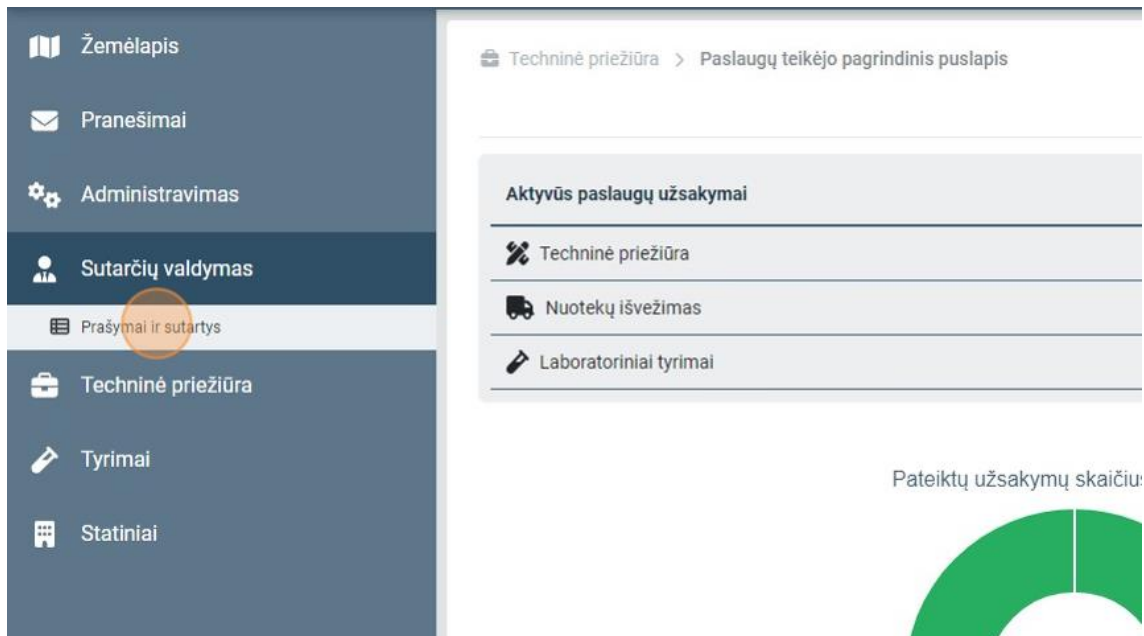 Žemėlapis
Pranešimai
Administravimas
Sutarčių valdymas
Prašymai ir sutartys
Techninė priežiūra
Tyrimai
Statiniai
Techninė priežiūra > Paslaugų teikėjo pagrindinis puslapis
Aktyvūs paslaugų užsakymai
Techninė priežiūra
Nuotekų išvežimas
Laboratoriniai tyrimai
Pateiktų užsakymų skaičius